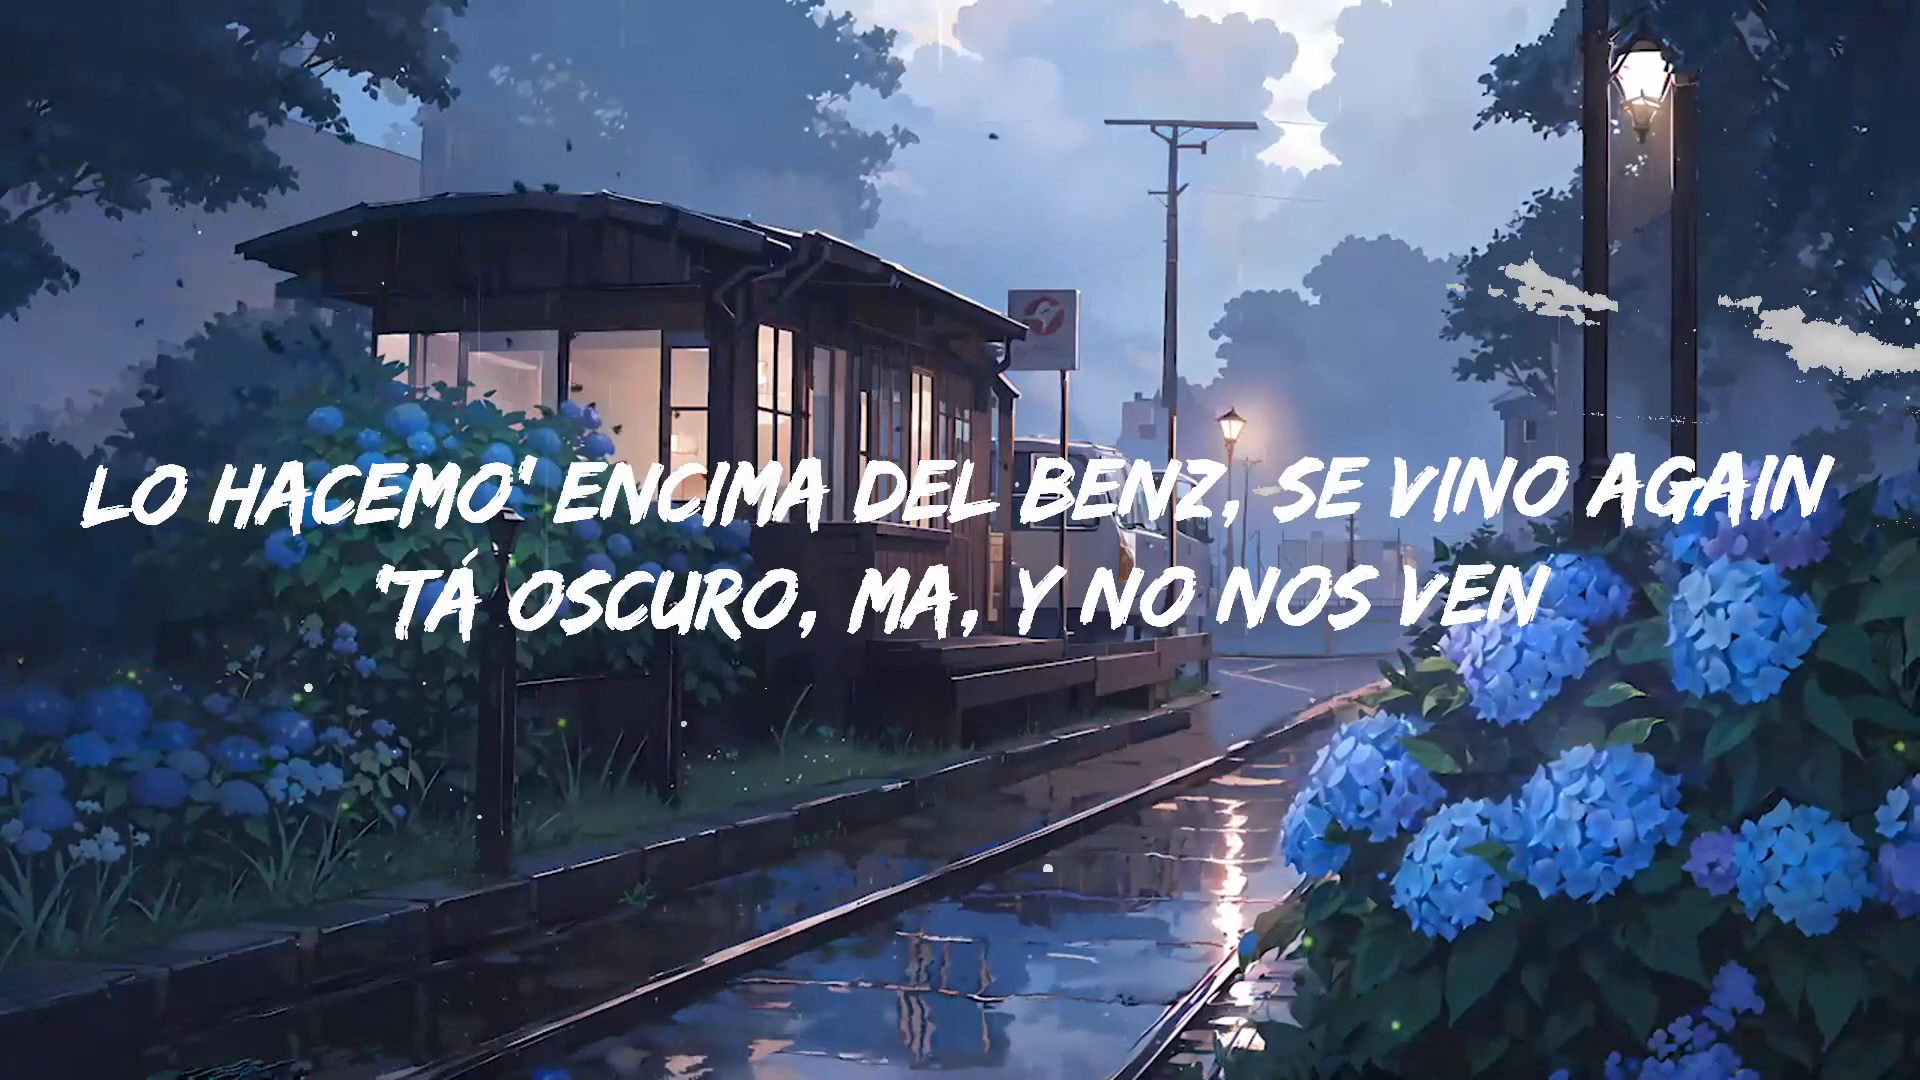 LO HACEMO' ENCIMA DEL BENZ, SE VINO AGAIN
'TÁ OSCURO, MA, Y NO NOS VEN